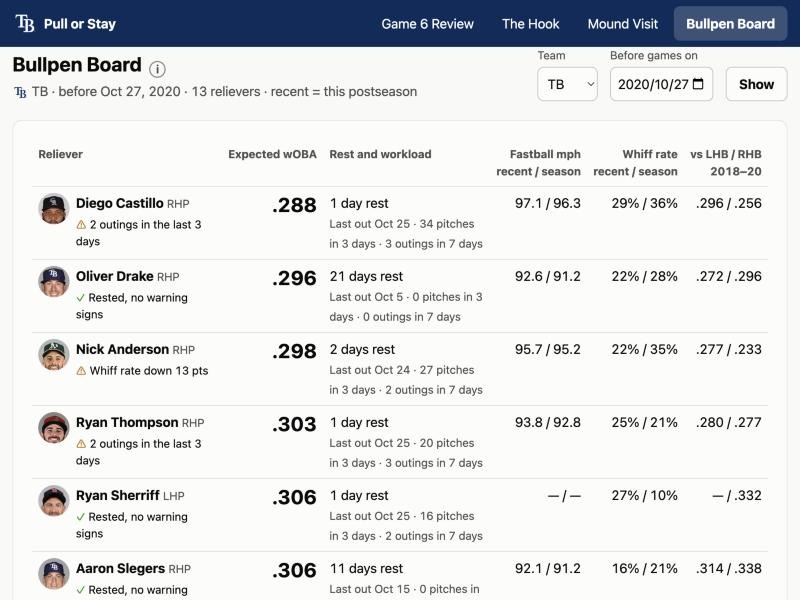 TB Pull or Stay
Game 6 Review The Hook Mound Visit Bullpen Board
Bullpen Board i
TB TB · before Oct 27, 2020 · 13 relievers · recent = this postseason
Team
TB
Before games on
2020/10/27
Show
Reliever Expected wOBA Rest and workload Fastball mph recent / season Whiff rate recent / season vs LHB / RHB 2018–20
Diego Castillo RHP .288 1 day rest 97.1 / 96.3 29% / 36% .296 / .256
2 outings in the last 3 days
Last out Oct 25 · 34 pitches
in 3 days · 3 outings in 7 days
Oliver Drake RHP .296 21 days rest 92.6 / 91.2 22% / 28% .272 / .296
✓ Rested, no warning signs
Last out Oct 5 · 0 pitches in 3
days · 0 outings in 7 days
Nick Anderson RHP .298 2 days rest 95.7 / 95.2 22% / 35% .277 / .233
Whiff rate down 13 pts
Last out Oct 24 · 27 pitches
in 3 days · 2 outings in 7 days
Ryan Thompson RHP .303 1 day rest 93.8 / 92.8 25% / 21% .280 / .277
2 outings in the last 3 days
Last out Oct 25 · 20 pitches
in 3 days · 3 outings in 7 days
Ryan Sherriff LHP .306 1 day rest — / — 27% / 10% — / .332
✓ Rested, no warning signs
Last out Oct 25 · 16 pitches
in 3 days · 2 outings in 7 days
Aaron Slegers RHP .306 11 days rest 92.1 / 91.2 16% / 21% .314 / .338
✓ Rested, no warning
Last out Oct 15 · 0 pitches in